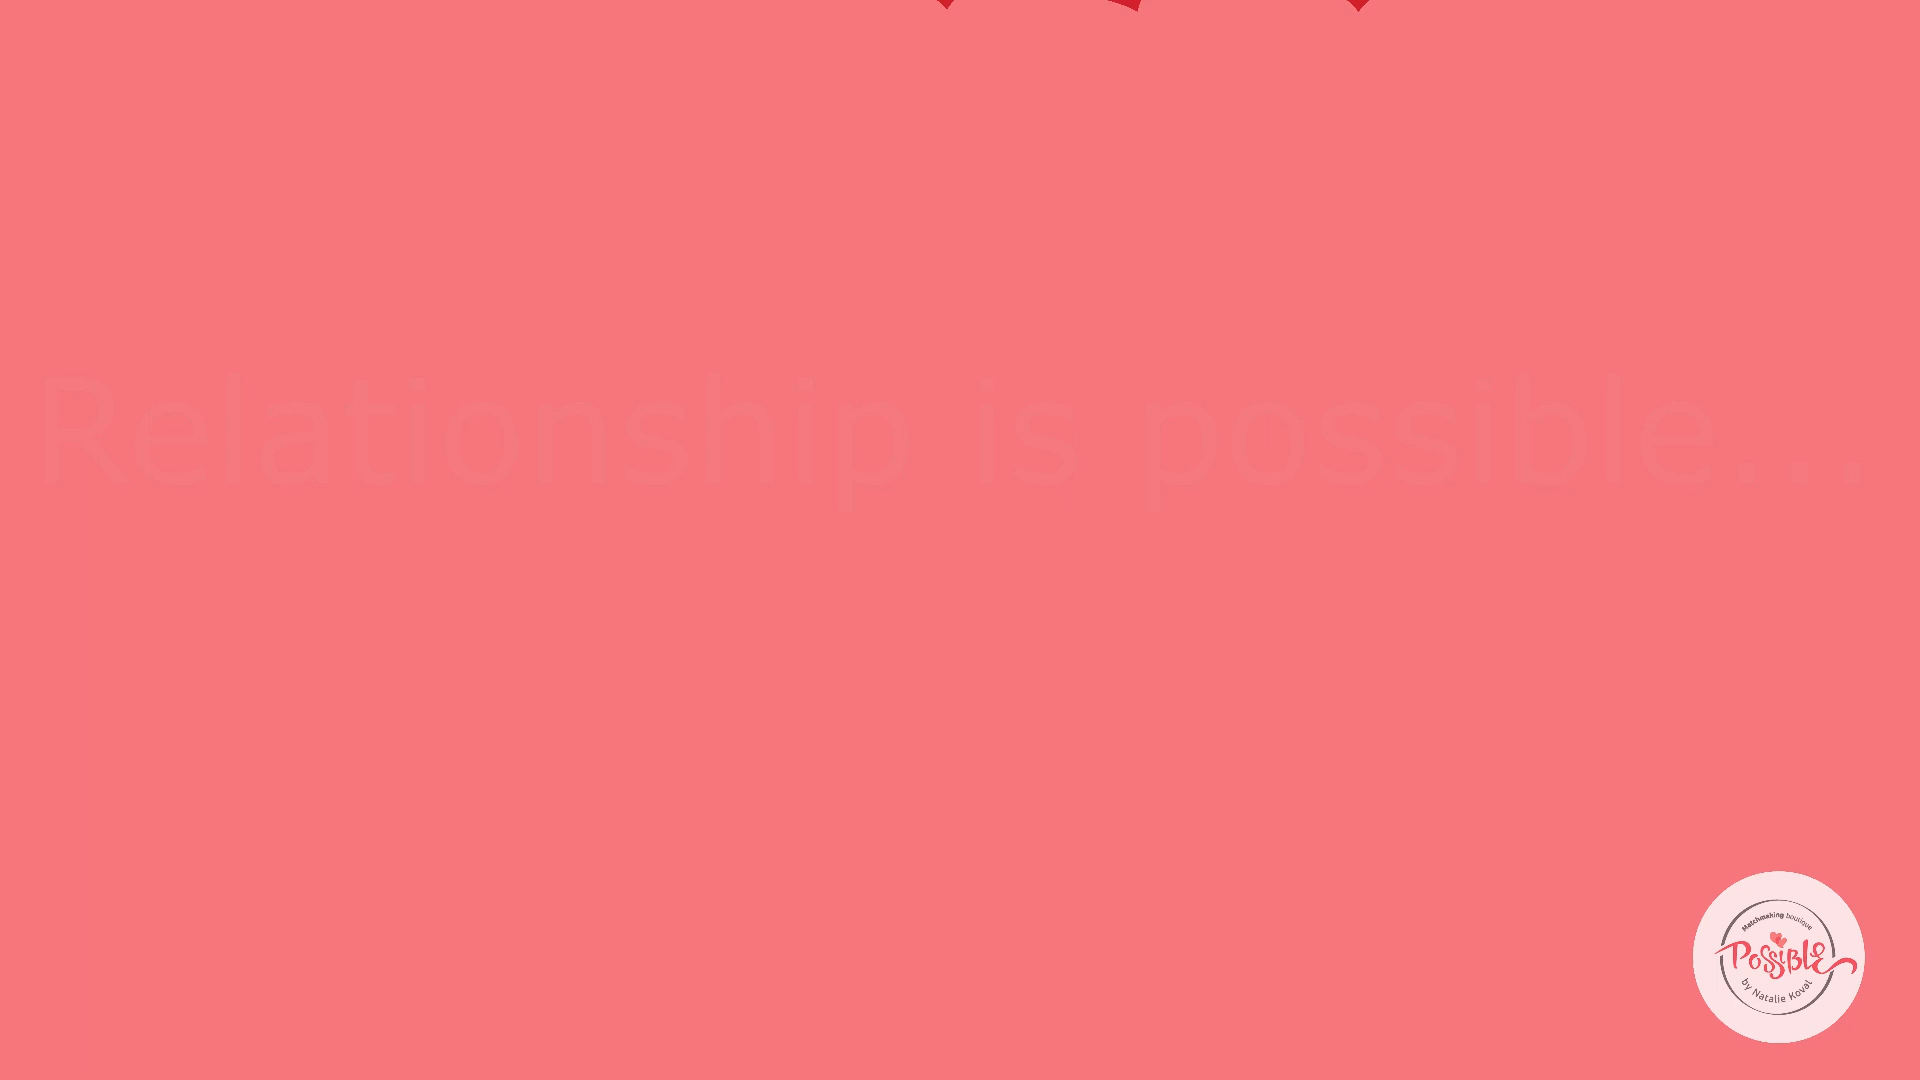 Relationship is possible...
Matchmaking boutique
PoSSiBLE
by Natalie Koval